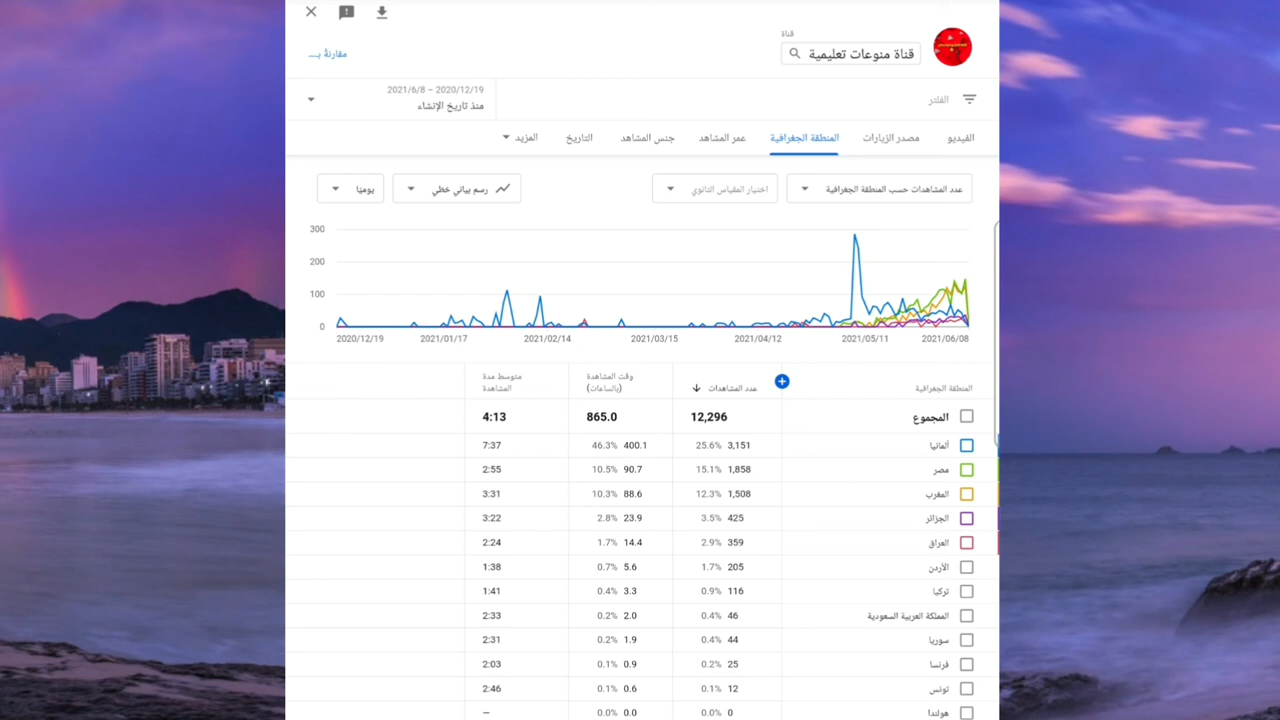 قناة
قناة منوعات تعليمية
مقارنةً بـ...
الفلتر
2020/12/19 – 2021/6/8
منذ تاريخ الإنشاء
الفيديو
مصدر الزيارات
المنطقة الجغرافية
عمر المشاهد
جنس المشاهد
التاريخ
المزيد
عدد المشاهدات حسب المنطقة الجغرافية
اختيار المقياس الثانوي
رسم بياني خطي
يوميًا
300
200
100
0
2020/12/19 2021/01/17 2021/02/14 2021/03/15 2021/04/12 2021/05/11 2021/06/08
المنطقة الجغرافية
عدد المشاهدات
وقت المشاهدة
(بالساعات)
متوسط مدة
المشاهدة
المجموع 12,296 865.0 4:13
ألمانيا 3,151 25.6% 400.1 46.3% 7:37
مصر 1,858 15.1% 90.7 10.5% 2:55
المغرب 1,508 12.3% 88.6 10.3% 3:31
الجزائر 425 3.5% 23.9 2.8% 3:22
العراق 359 2.9% 14.4 1.7% 2:24
الأردن 205 1.7% 5.6 0.7% 1:38
تركيا 116 0.9% 3.3 0.4% 1:41
المملكة العربية السعودية 46 0.4% 2.0 0.2% 2:33
سوريا 44 0.4% 1.9 0.2% 2:31
فرنسا 25 0.2% 0.9 0.1% 2:03
تونس 12 0.1% 0.6 0.1% 2:46
هولندا 0 0.0% 0.0 0.0% —